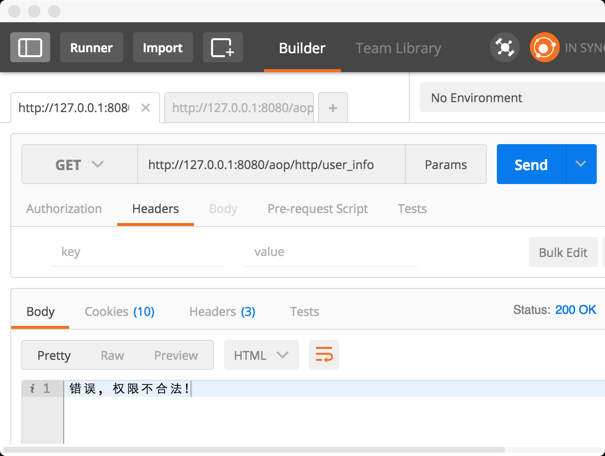 Runner
Import
Builder
Team Library
IN SYNC
http://127.0.0.1:8080
http://127.0.0.1:8080/aop
No Environment
GET
http://127.0.0.1:8080/aop/http/user_info
Params
Send
Authorization
Headers
Body
Pre-request Script
Tests
key
value
Bulk Edit
Body
Cookies (10)
Headers (3)
Tests
Status: 200 OK
Pretty
Raw
Preview
HTML
i 1
错误，权限不合法！